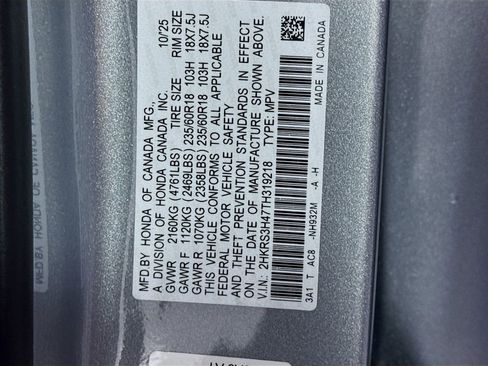 MFD.BY HONDA OF CANADA MFG., 10/25
A DIVISION OF HONDA CANADA INC.
GVWR 2160KG (4761LBS) TIRE SIZE RIM SIZE
GAWR F 1120KG (2469LBS) 235/60R18 103H 18X7.5J
GAWR R 1070KG (2358LBS) 235/60R18 103H 18X7.5J
THIS VEHICLE CONFORMS TO ALL APPLICABLE
FEDERAL MOTOR VEHICLE SAFETY
AND THEFT PREVENTION STANDARDS IN EFFECT
ON THE DATE OF MANUFACTURE SHOWN ABOVE.
V.I.N: 2HKRS3H47TH319218 TYPE: MPV
3A1 T AC8 -NH932M -A -H
MADE IN CANADA